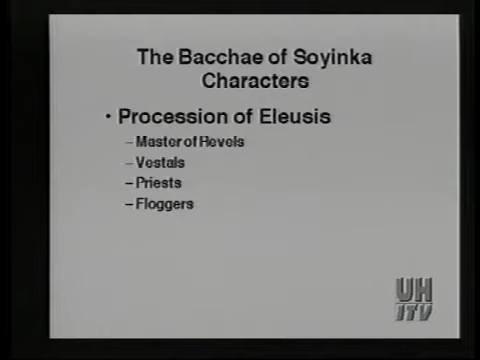 The Bacchae of Soyinka
Characters
• Procession of Eleusis
– Master of Revels
– Vestals
– Priests
– Floggers
UH
ITV